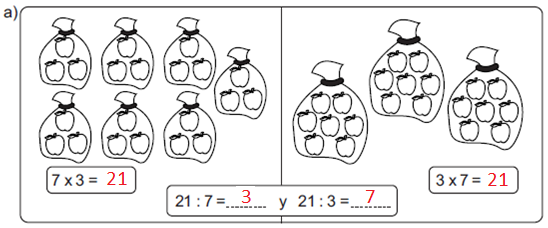 a)
7 x 3 = 21
3 x 7 = 21
21 : 7 = 3 y 21 : 3 = 7